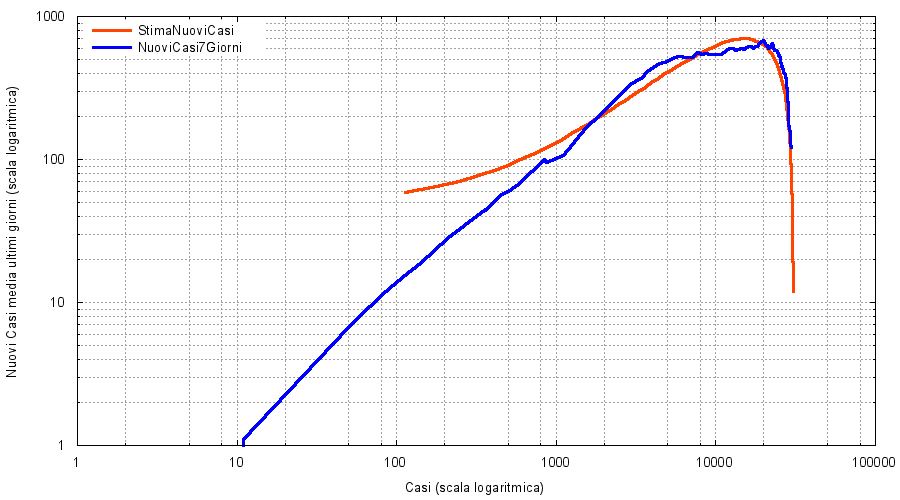 StimaNuoviCasi
NuoviCasi7Giorni
Nuovi Casi media ultimi giorni (scala logaritmica)
1000
100
10
1
1 10 100 1000 10000 100000
Casi (scala logaritmica)